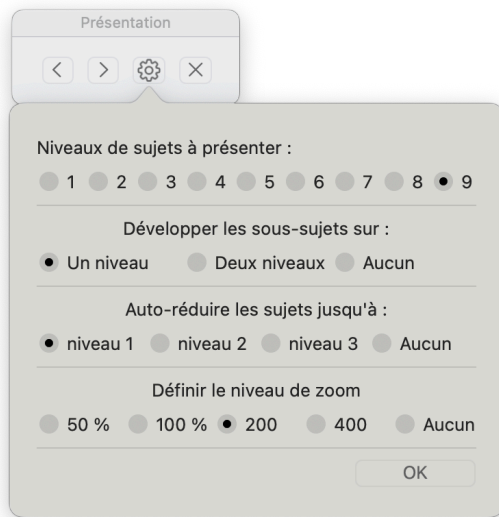 Présentation
Niveaux de sujets à présenter :
1 2 3 4 5 6 7 8 9
Développer les sous-sujets sur :
Un niveau Deux niveaux Aucun
Auto-réduire les sujets jusqu'à :
niveau 1 niveau 2 niveau 3 Aucun
Définir le niveau de zoom
50 % 100 % 200 400 Aucun
OK